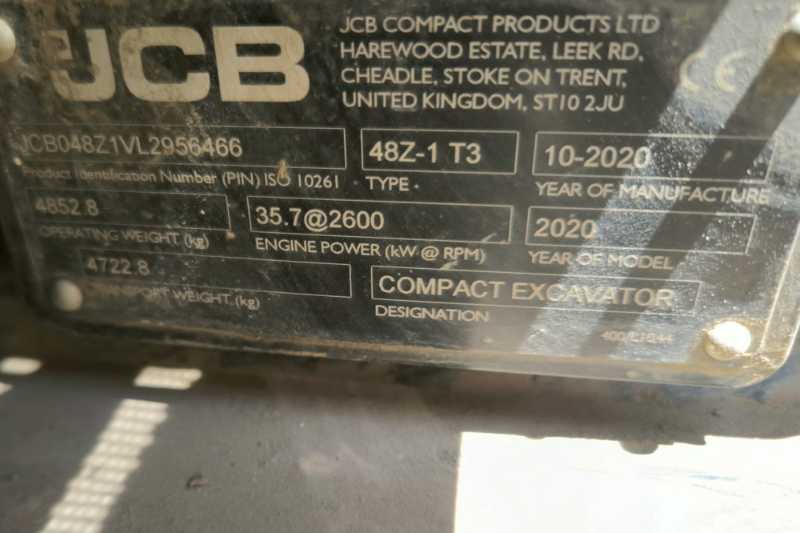 JCB
JCB COMPACT PRODUCTS LTD
HAREWOOD ESTATE, LEEK RD,
CHEADLE, STOKE ON TRENT,
UNITED KINGDOM, ST10 2JU
CE
JCB048Z1VL2956466
48Z-1 T3
10-2020
Product Identification Number (PIN) ISO 10261
TYPE
YEAR OF MANUFACTURE
4852.8
35.7@2600
2020
OPERATING WEIGHT (kg)
ENGINE POWER (kW @ RPM)
YEAR OF MODEL
4722.8
COMPACT EXCAVATOR
TRANSPORT WEIGHT (kg)
DESIGNATION